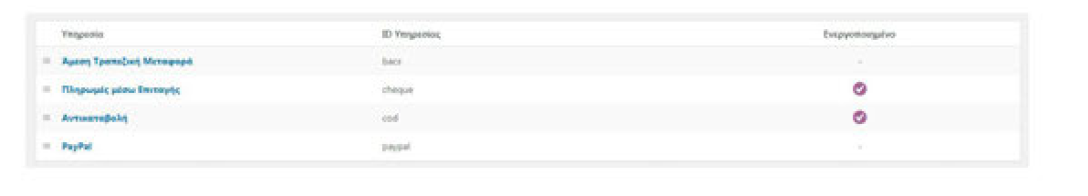 Υπηρεσία ID Υπηρεσίας Ενεργοποιημένο
Άμεση Τραπεζική Μεταφορά bacs -
Πληρωμές μέσω Επιταγής cheque
Αντικαταβολή cod
PayPal paypal -